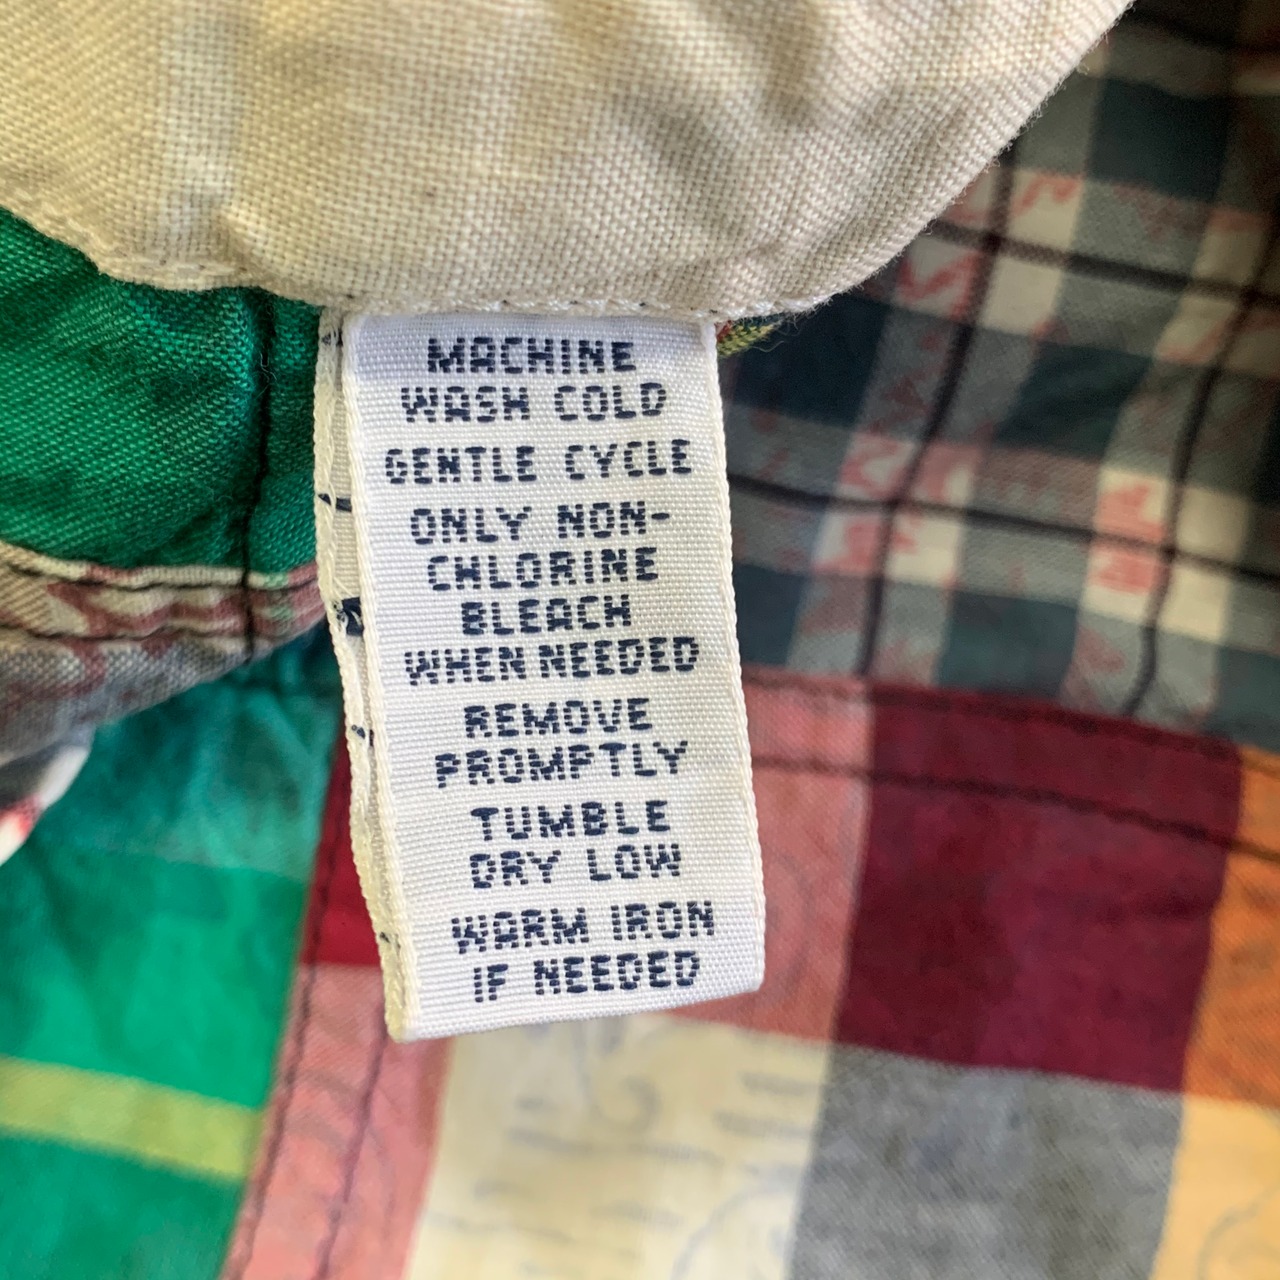 MACHINE
WASH COLD
GENTLE CYCLE
ONLY NON-
CHLORINE
BLEACH
WHEN NEEDED
REMOVE
PROMPTLY
TUMBLE
DRY LOW
WARM IRON
IF NEEDED